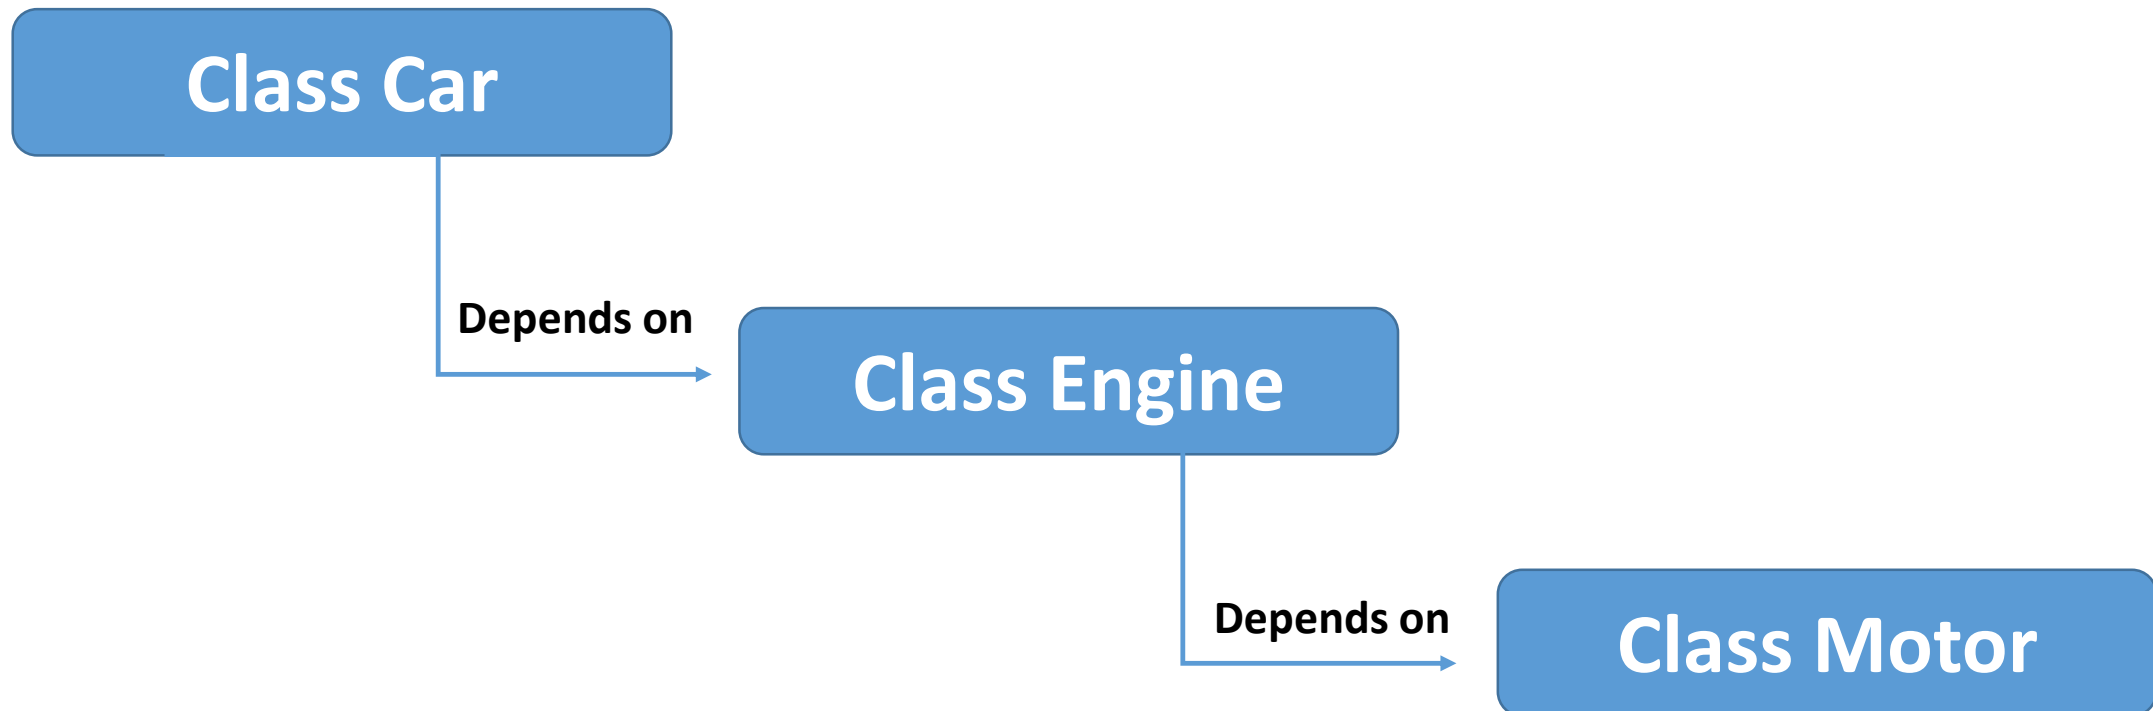 Class Car
Depends on
Class Engine
Depends on
Class Motor